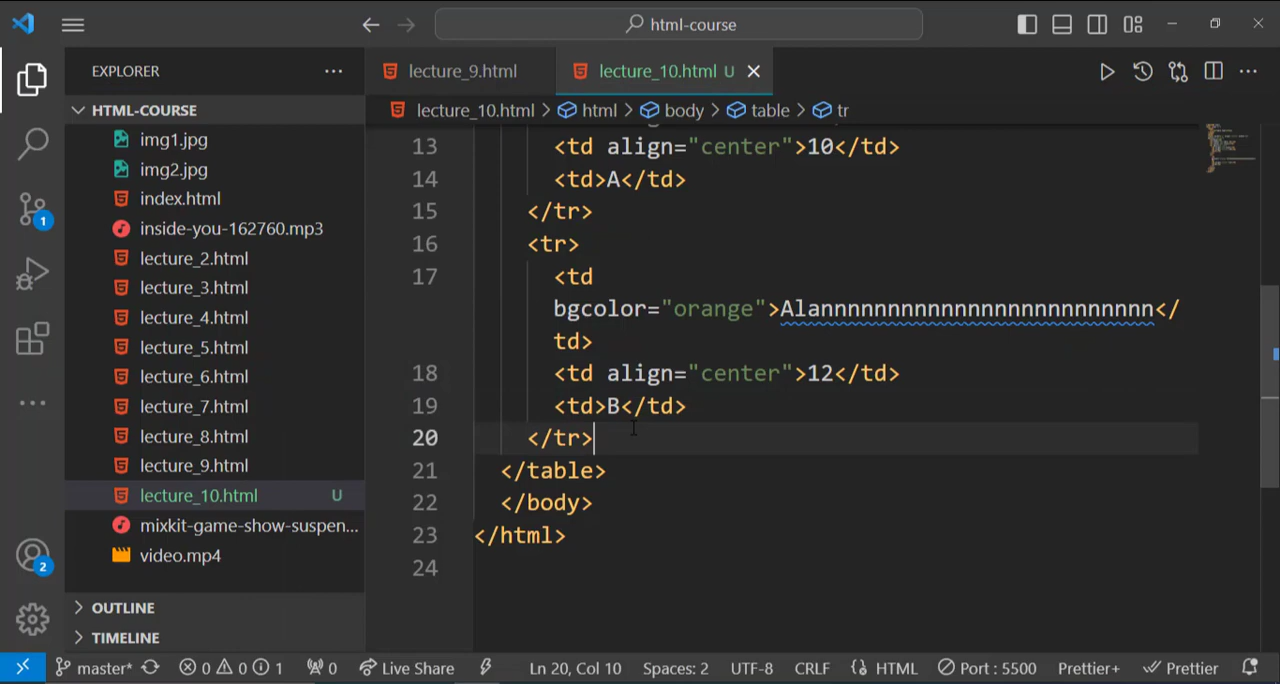 html-course
EXPLORER
lecture_9.html
lecture_10.html U
HTML-COURSE
lecture_10.html > html > body > table > tr
img1.jpg
img2.jpg
index.html
inside-you-162760.mp3
lecture_2.html
lecture_3.html
lecture_4.html
lecture_5.html
lecture_6.html
lecture_7.html
lecture_8.html
lecture_9.html
lecture_10.html U
mixkit-game-show-suspen...
video.mp4
OUTLINE
TIMELINE
1
2
13 <td align="center">10</td>
14 <td>A</td>
15 </tr>
16 <tr>
17 <td
bgcolor="orange">Alannnnnnnnnnnnnnnnnnnnnnnnn</
td>
18 <td align="center">12</td>
19 <td>B</td>
20 </tr>
21 </table>
22 </body>
23 </html>
24
master* 0 0 1 0 Live Share Ln 20, Col 10 Spaces: 2 UTF-8 CRLF HTML Port : 5500 Prettier+ Prettier